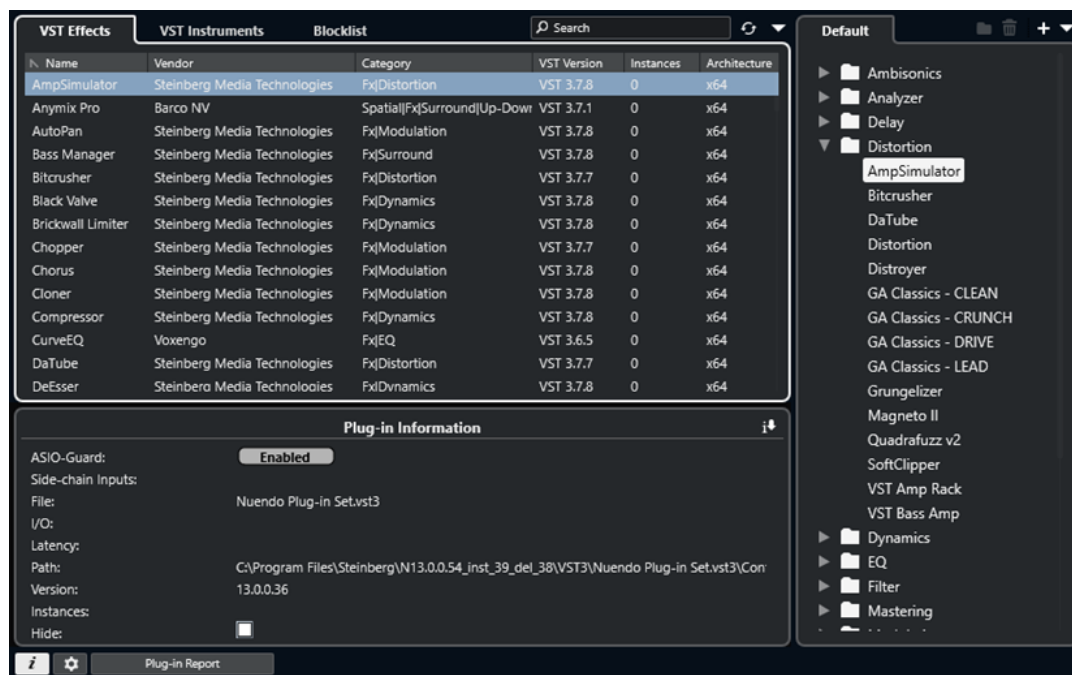 VST Effects VST Instruments Blocklist Search
Name Vendor Category VST Version Instances Architecture
AmpSimulator Steinberg Media Technologies Fx|Distortion VST 3.7.8 0 x64
Anymix Pro Barco NV Spatial|Fx|Surround|Up-Down VST 3.7.1 0 x64
AutoPan Steinberg Media Technologies Fx|Modulation VST 3.7.8 0 x64
Bass Manager Steinberg Media Technologies Fx|Surround VST 3.7.8 0 x64
Bitcrusher Steinberg Media Technologies Fx|Distortion VST 3.7.7 0 x64
Black Valve Steinberg Media Technologies Fx|Dynamics VST 3.7.8 0 x64
Brickwall Limiter Steinberg Media Technologies Fx|Dynamics VST 3.7.8 0 x64
Chopper Steinberg Media Technologies Fx|Modulation VST 3.7.7 0 x64
Chorus Steinberg Media Technologies Fx|Modulation VST 3.7.8 0 x64
Cloner Steinberg Media Technologies Fx|Modulation VST 3.7.8 0 x64
Compressor Steinberg Media Technologies Fx|Dynamics VST 3.7.8 0 x64
CurveEQ Voxengo Fx|EQ VST 3.6.5 0 x64
DaTube Steinberg Media Technologies Fx|Distortion VST 3.7.7 0 x64
DeEsser Steinberg Media Technologies Fx|Dynamics VST 3.7.8 0 x64
Plug-in Information
ASIO-Guard: Enabled
Side-chain Inputs:
File: Nuendo Plug-in Set.vst3
I/O:
Latency:
Path: C:\Program Files\Steinberg\N13.0.0.54_inst_39_del_38\VST3\Nuendo Plug-in Set.vst3\Con
Version: 13.0.0.36
Instances:
Hide:
i Plug-in Report
Default
Ambisonics
Analyzer
Delay
Distortion
AmpSimulator
Bitcrusher
DaTube
Distortion
Distroyer
GA Classics - CLEAN
GA Classics - CRUNCH
GA Classics - DRIVE
GA Classics - LEAD
Grungelizer
Magneto II
Quadrafuzz v2
SoftClipper
VST Amp Rack
VST Bass Amp
Dynamics
EQ
Filter
Mastering